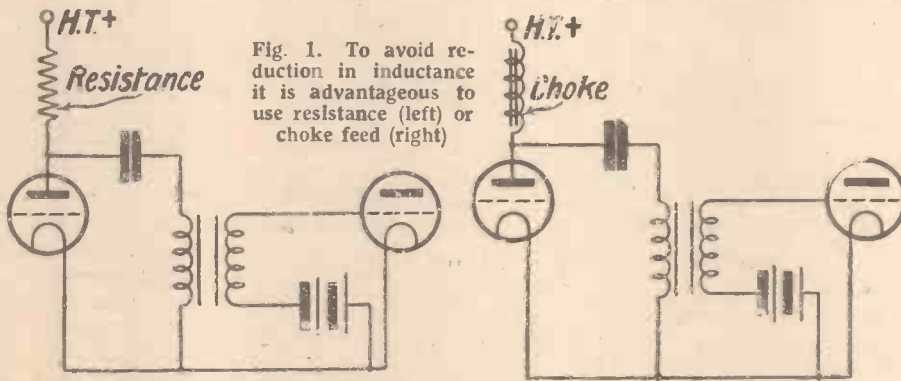 H.T.+
Resistance
Fig. 1. To avoid re-
duction in inductance
it is advantageous to
use resistance (left) or
choke feed (right)
H.T.+
Choke